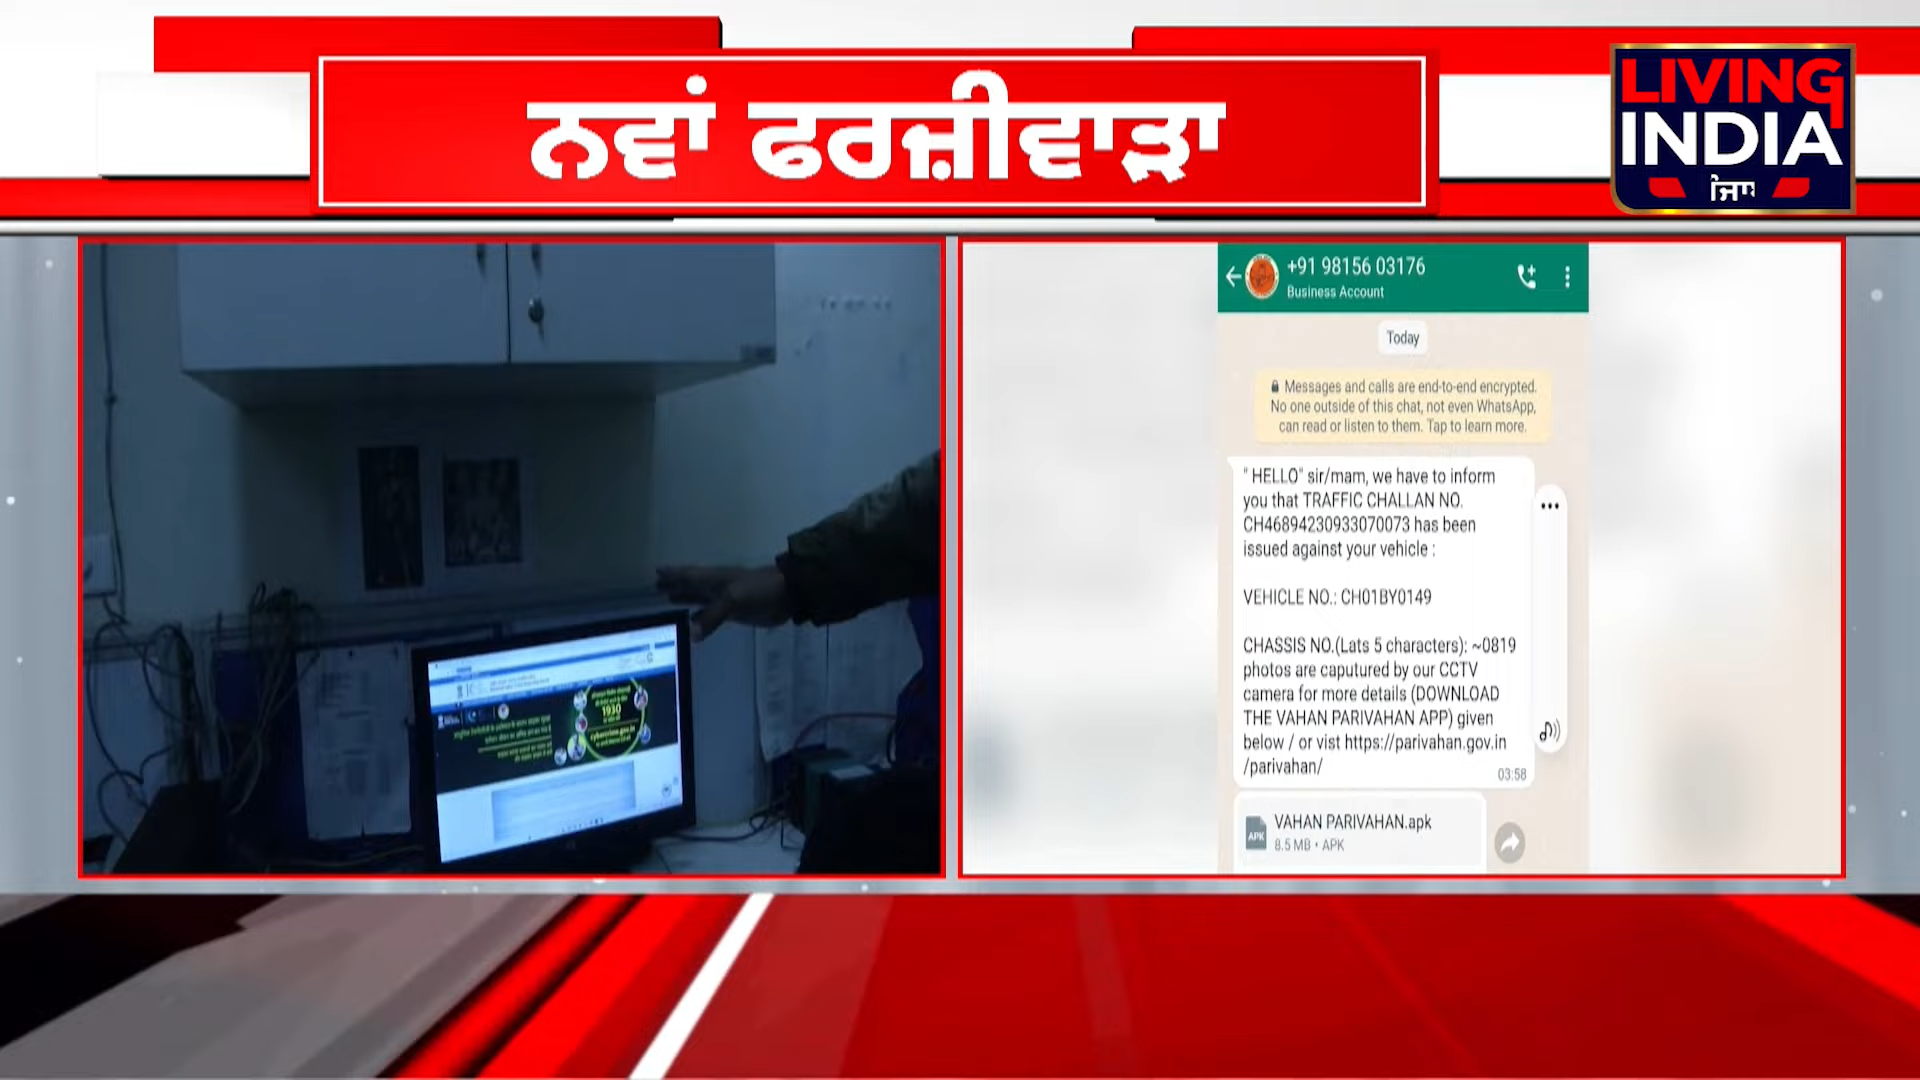 ਨਵਾਂ ਫਰਜ਼ੀਵਾੜਾ
LIVING
INDIA
1930
cybercrime.gov.in
+91 98156 03176
Business Account
Today
Messages and calls are end-to-end encrypted.
No one outside of this chat, not even WhatsApp,
can read or listen to them. Tap to learn more.
" HELLO" sir/mam, we have to inform
you that TRAFFIC CHALLAN NO.
CH46894230933070073 has been
issued against your vehicle :
VEHICLE NO.: CH01BY0149
CHASSIS NO.(Lats 5 characters): ~0819
photos are caputured by our CCTV
camera for more details (DOWNLOAD
THE VAHAN PARIVAHAN APP) given
below / or vist https://parivahan.gov.in
/parivahan/
03:58
APK
VAHAN PARIVAHAN.apk
8.5 MB • APK